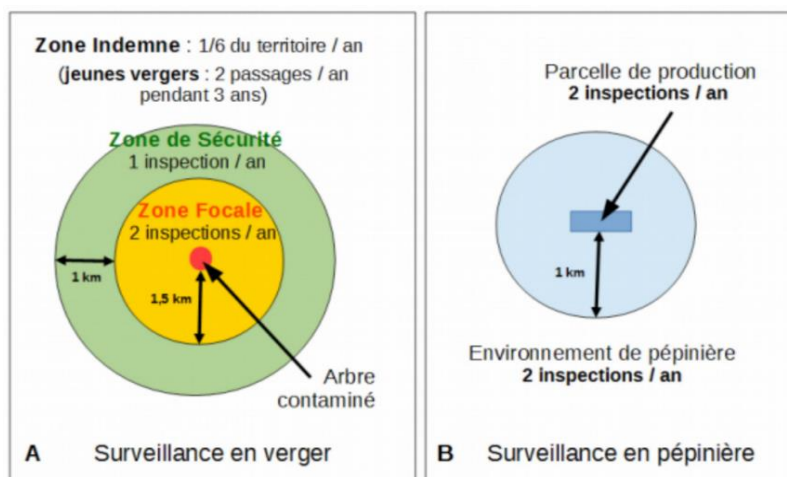 Zone Indemne : 1/6 du territoire / an
(jeunes vergers : 2 passages / an
pendant 3 ans)
Zone de Sécurité
1 inspection / an
Zone Focale
2 inspections / an
1 km
1,5 km
Arbre
contaminé
A Surveillance en verger
Parcelle de production
2 inspections / an
1 km
Environnement de pépinière
2 inspections / an
B Surveillance en pépinière